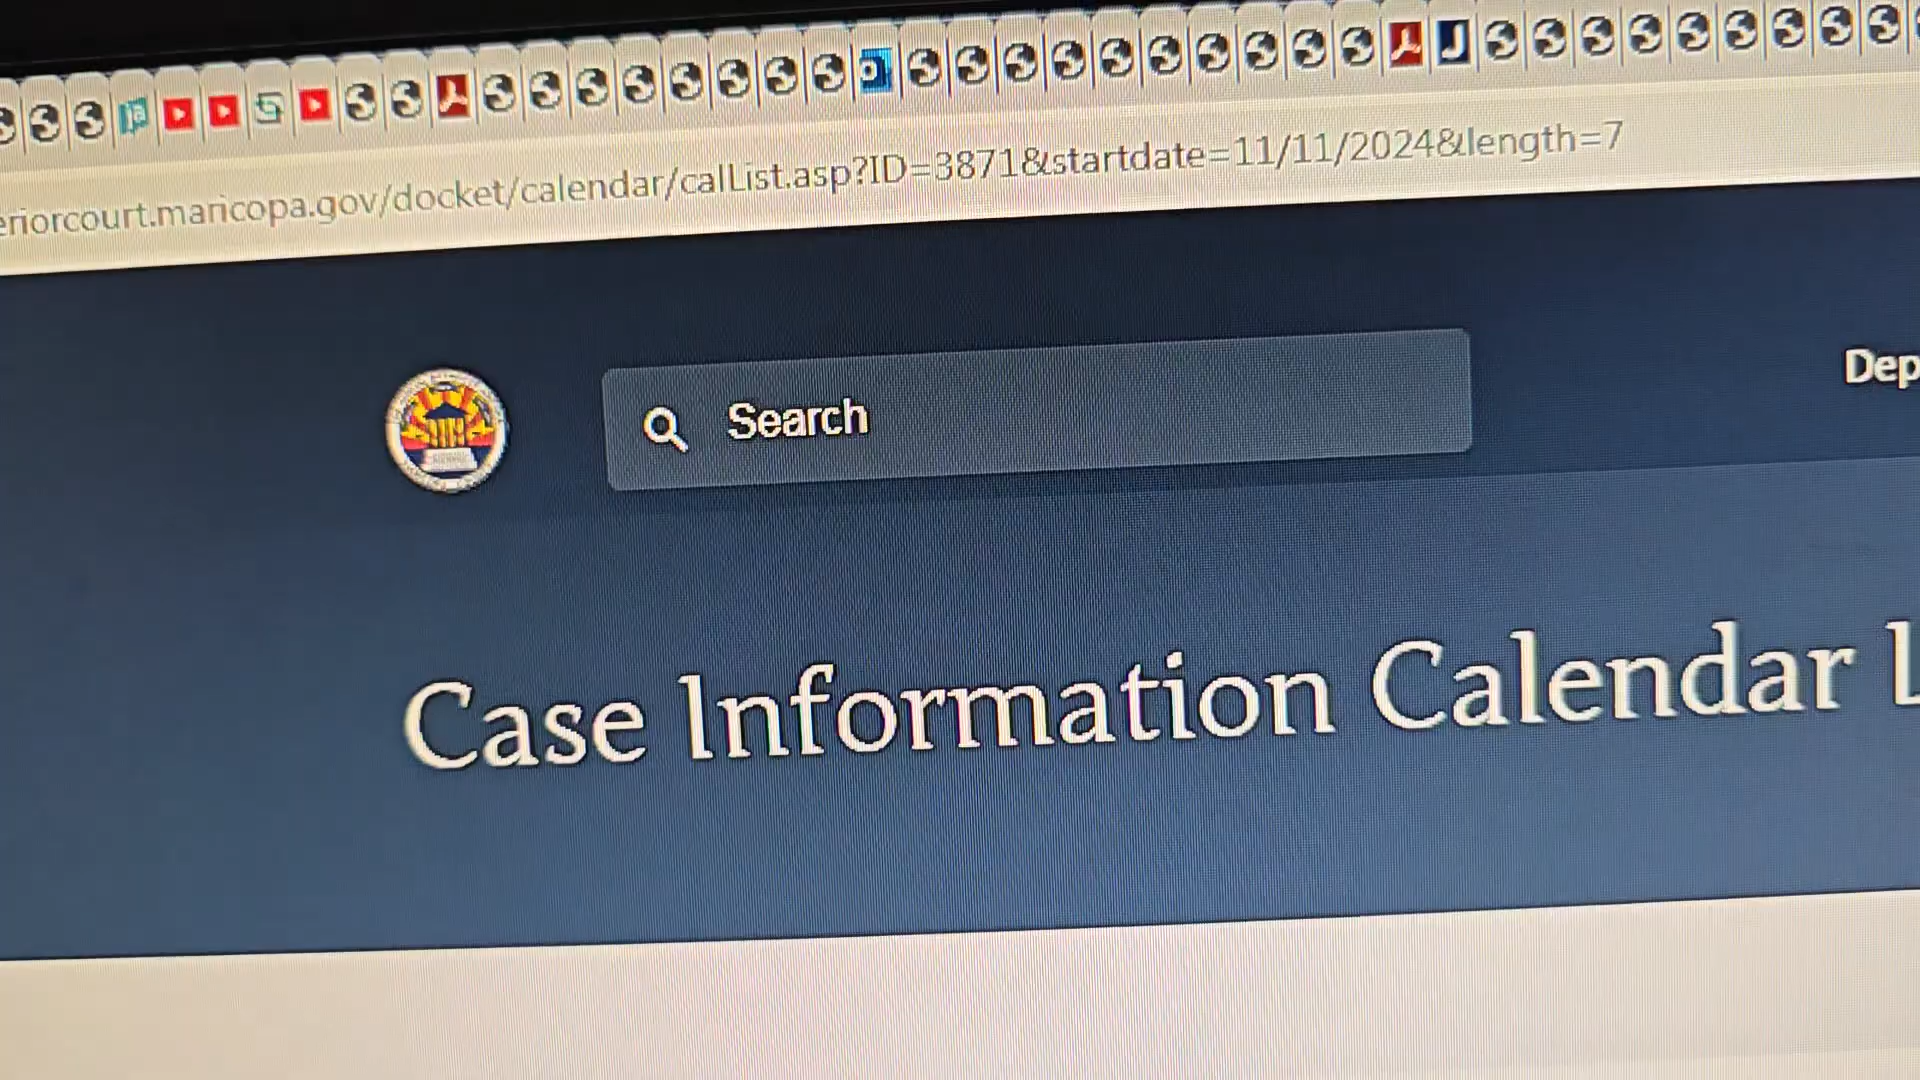 eriorcourt.maricopa.gov/docket/calendar/calList.asp?ID=3871&startdate=11/11/2024&length=7
Search
Dep
Case Information Calendar L